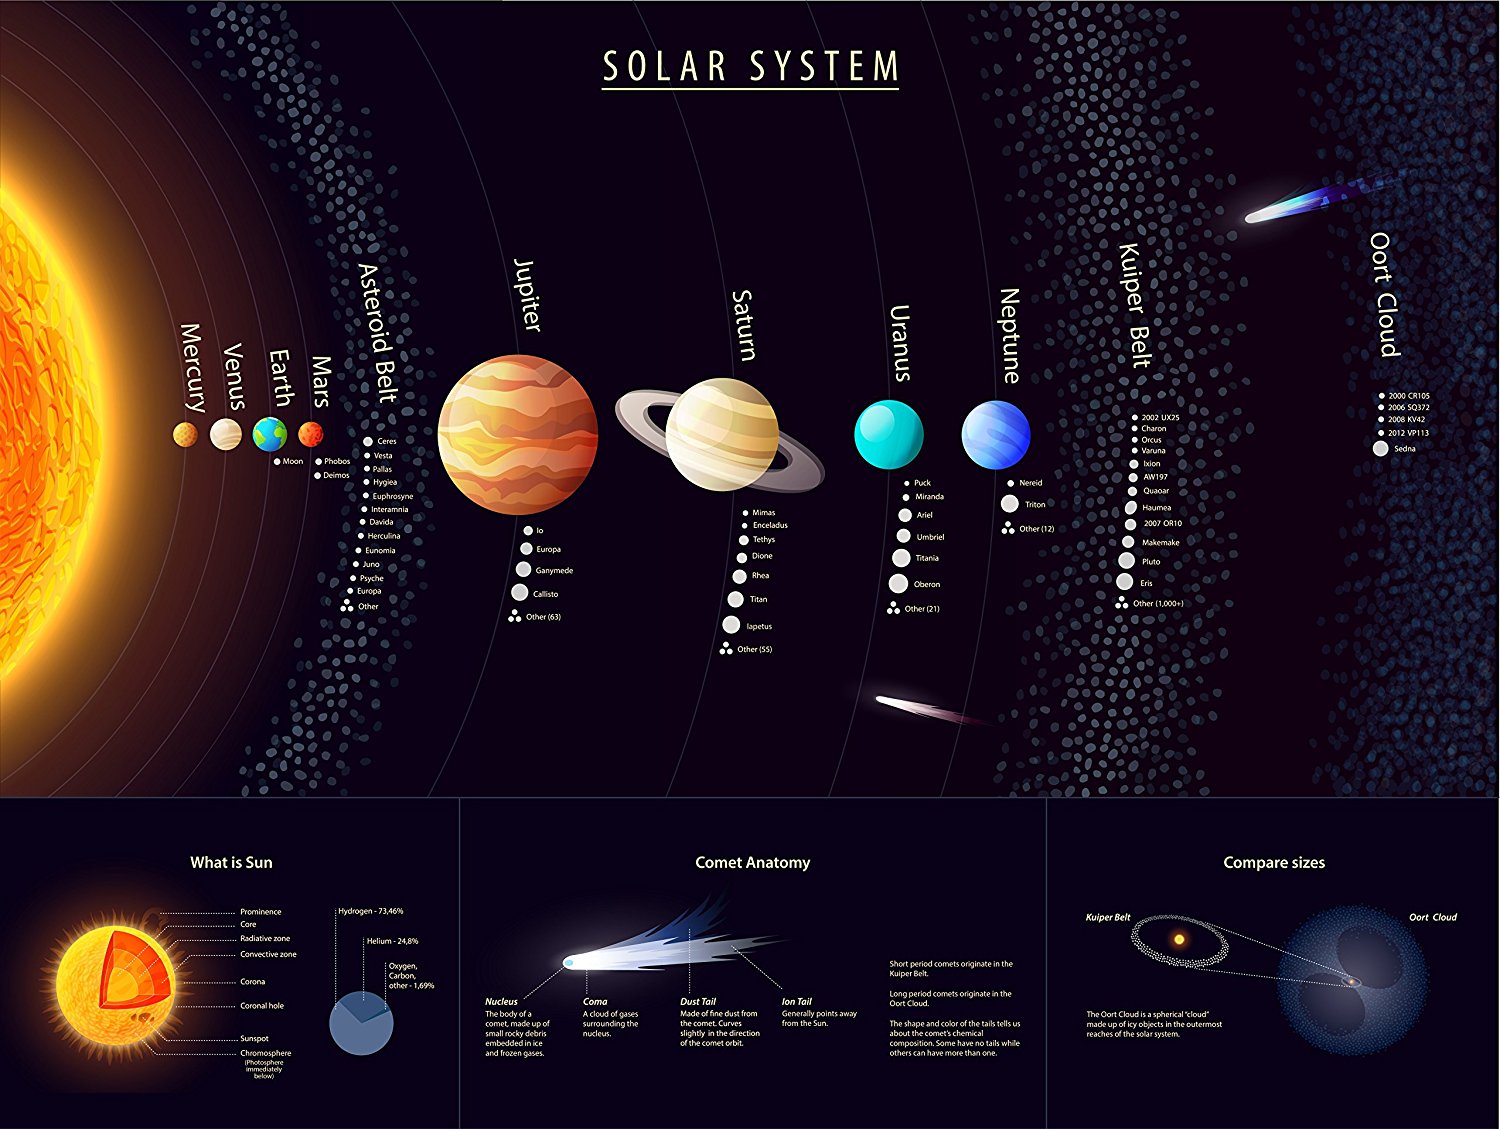 SOLAR SYSTEM
Mercury
Venus
Earth
Moon
Mars
Phobos
Deimos
Asteroid Belt
Ceres
Vesta
Pallas
Hygiea
Euphrosyne
Interamnia
Davida
Herculina
Eunomia
Juno
Psyche
Europa
Other
Jupiter
Io
Europa
Ganymede
Callisto
Other (63)
Saturn
Mimas
Enceladus
Tethys
Dione
Rhea
Titan
Iapetus
Other (55)
Uranus
Puck
Miranda
Ariel
Umbriel
Titania
Oberon
Other (21)
Neptune
Nereid
Triton
Other (12)
Kuiper Belt
2002 UX25
Charon
Orcus
Varuna
Ixion
AW197
Quaoar
Haumea
2007 OR10
Makemake
Pluto
Eris
Other (1,000+)
Oort Cloud
2000 CR105
2006 SQ372
2008 KV42
2012 VP113
Sedna
What is Sun
Prominence
Core
Radiative zone
Convective zone
Corona
Coronal hole
Sunspot
Chromosphere
(Photosphere
immediately
below)
Hydrogen - 73,46%
Helium - 24,8%
Oxygen,
Carbon,
other - 1,69%
Comet Anatomy
Nucleus
The body of a
comet, made up of
small rocky debris
embedded in ice
and frozen gases.
Coma
A cloud of gases
surrounding the
nucleus.
Dust Tail
Made of fine dust from
the comet. Curves
slightly in the direction
of the comet orbit.
Ion Tail
Generally points away
from the Sun.
Short period comets originate in the
Kuiper Belt.
Long period comets originate in the
Oort Cloud.
The shape and color of the tails tells us
about the comet's chemical
composition. Some have no tails while
others can have more than one.
Compare sizes
Kuiper Belt
Oort Cloud
The Oort Cloud is a spherical "cloud"
made up of icy objects in the outermost
reaches of the solar system.